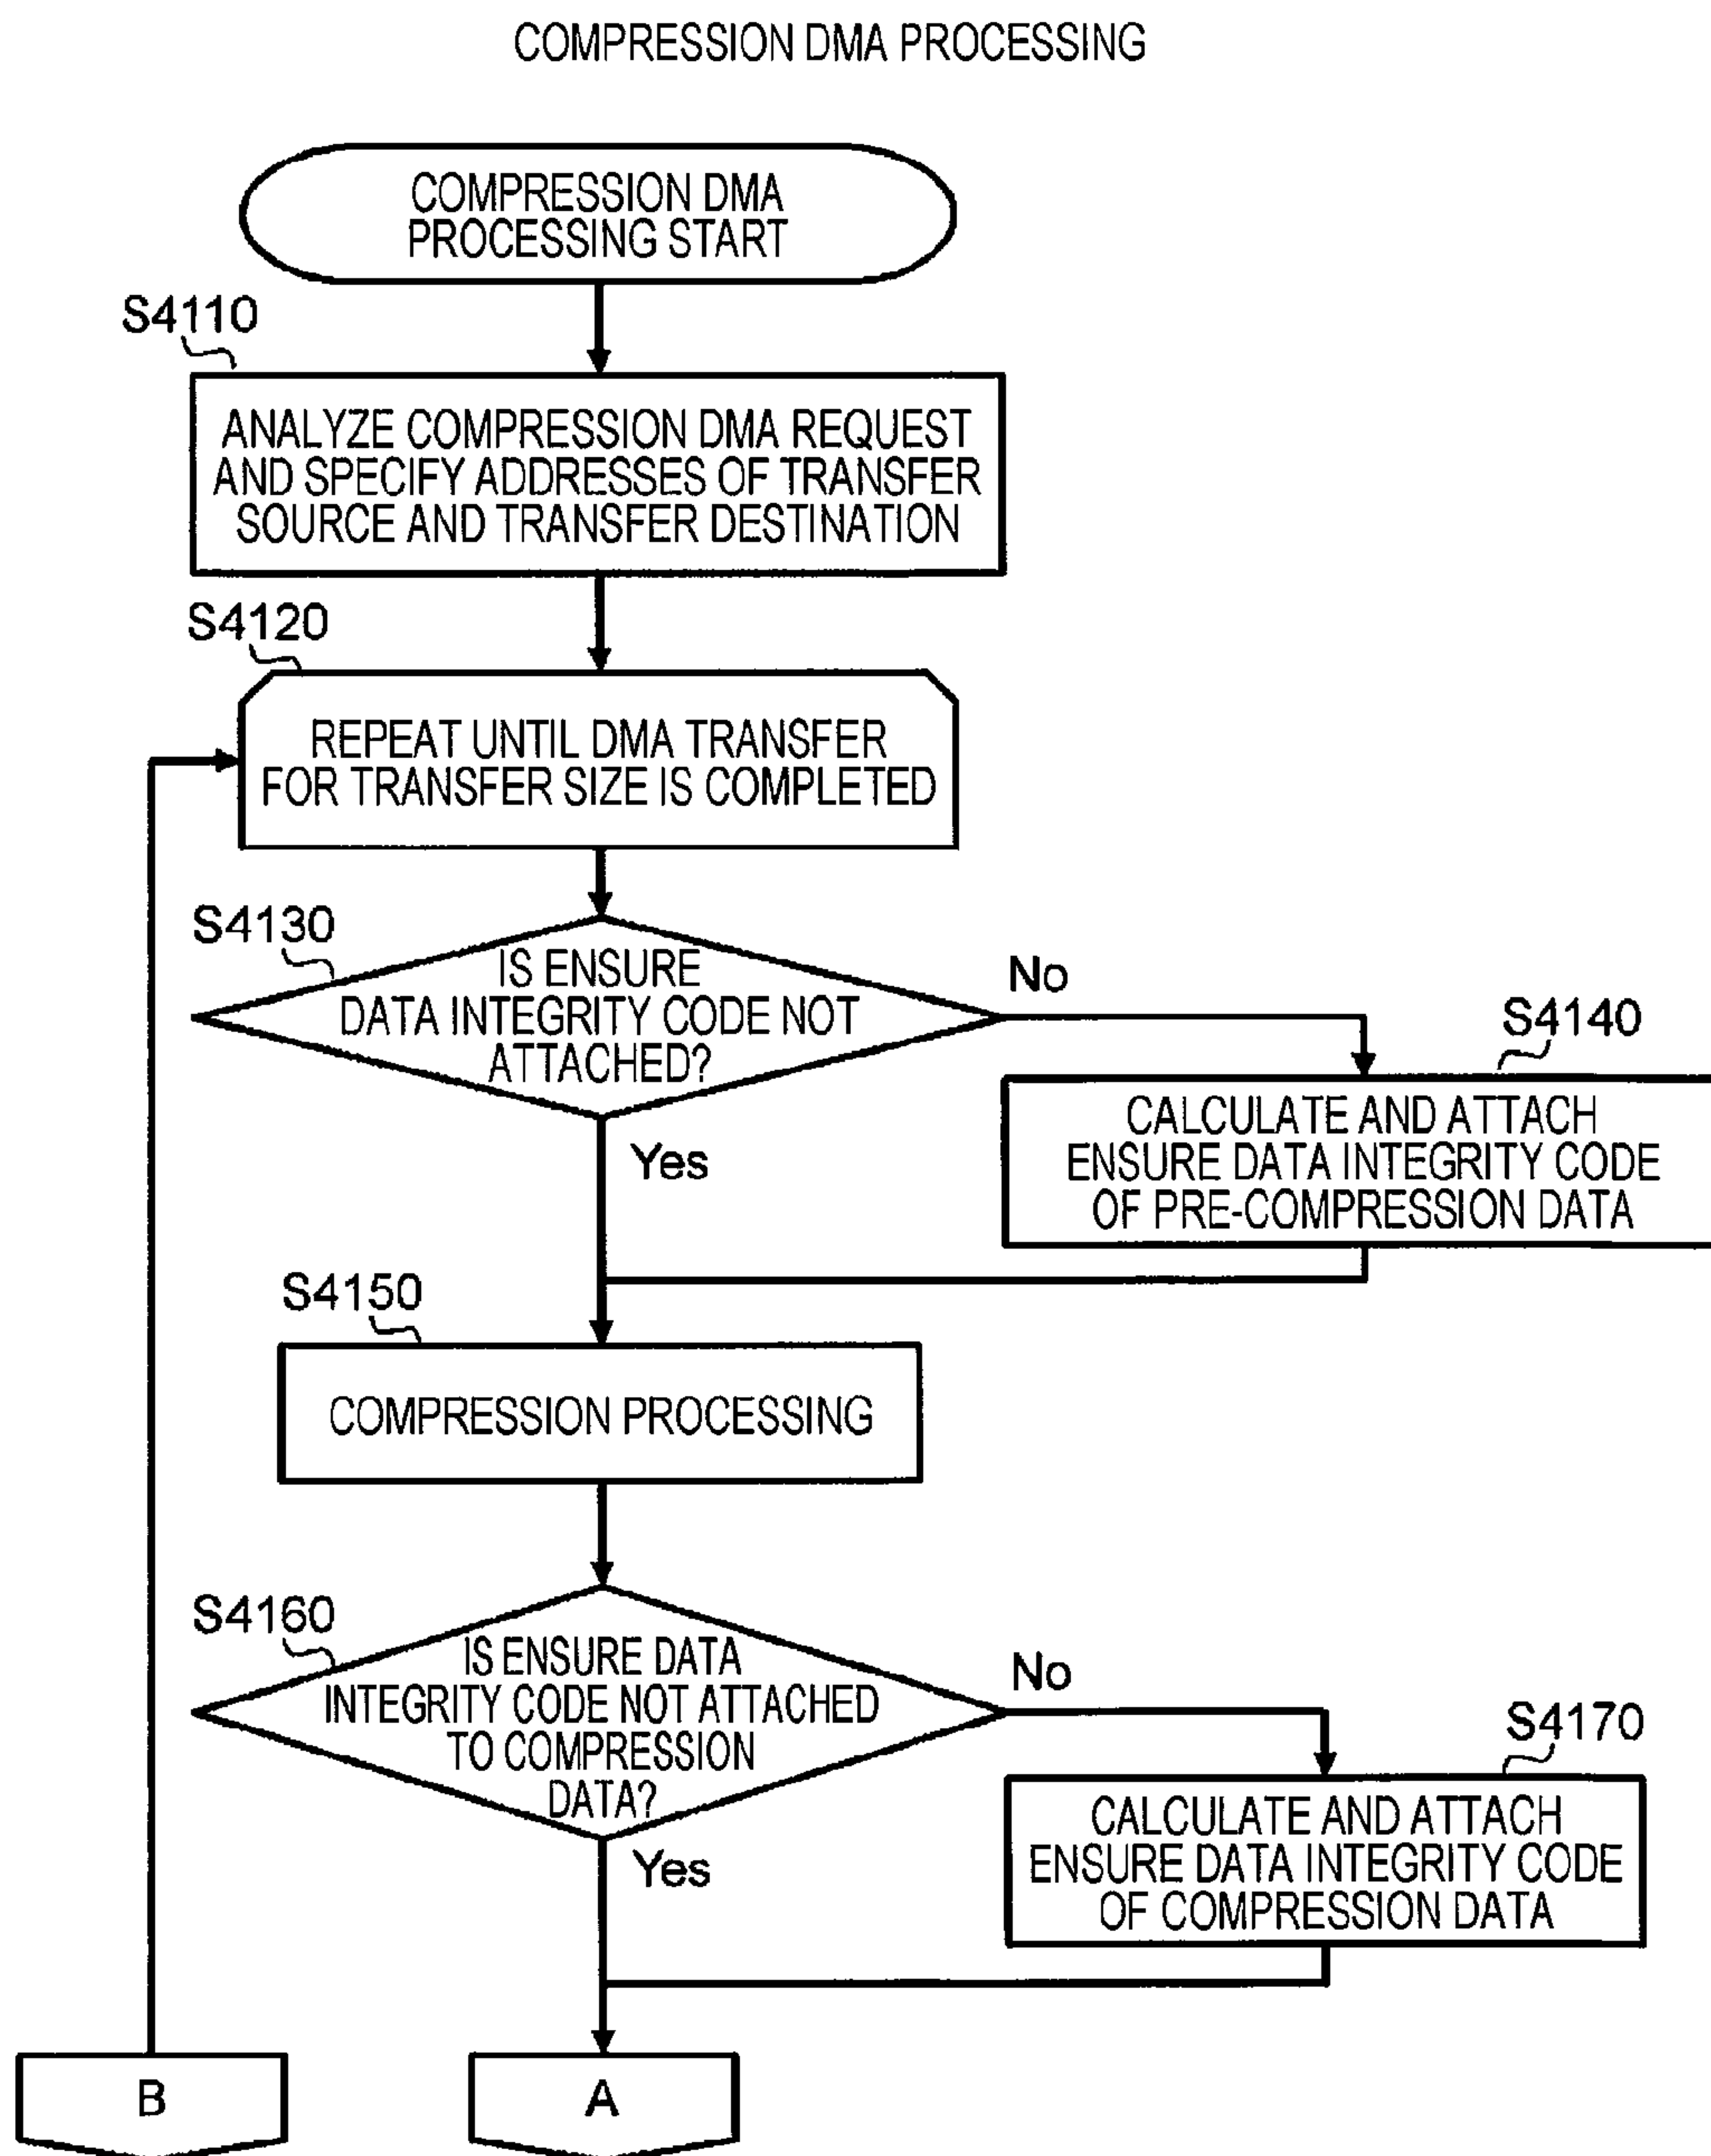 COMPRESSION DMA PROCESSING
COMPRESSION DMA
PROCESSING START
S4110
ANALYZE COMPRESSION DMA REQUEST
AND SPECIFY ADDRESSES OF TRANSFER
SOURCE AND TRANSFER DESTINATION
S4120
REPEAT UNTIL DMA TRANSFER
FOR TRANSFER SIZE IS COMPLETED
S4130
IS ENSURE
DATA INTEGRITY CODE NOT
ATTACHED?
No
Yes
S4140
CALCULATE AND ATTACH
ENSURE DATA INTEGRITY CODE
OF PRE-COMPRESSION DATA
S4150
COMPRESSION PROCESSING
S4160
IS ENSURE DATA
INTEGRITY CODE NOT ATTACHED
TO COMPRESSION
DATA?
No
Yes
S4170
CALCULATE AND ATTACH
ENSURE DATA INTEGRITY CODE
OF COMPRESSION DATA
B
A